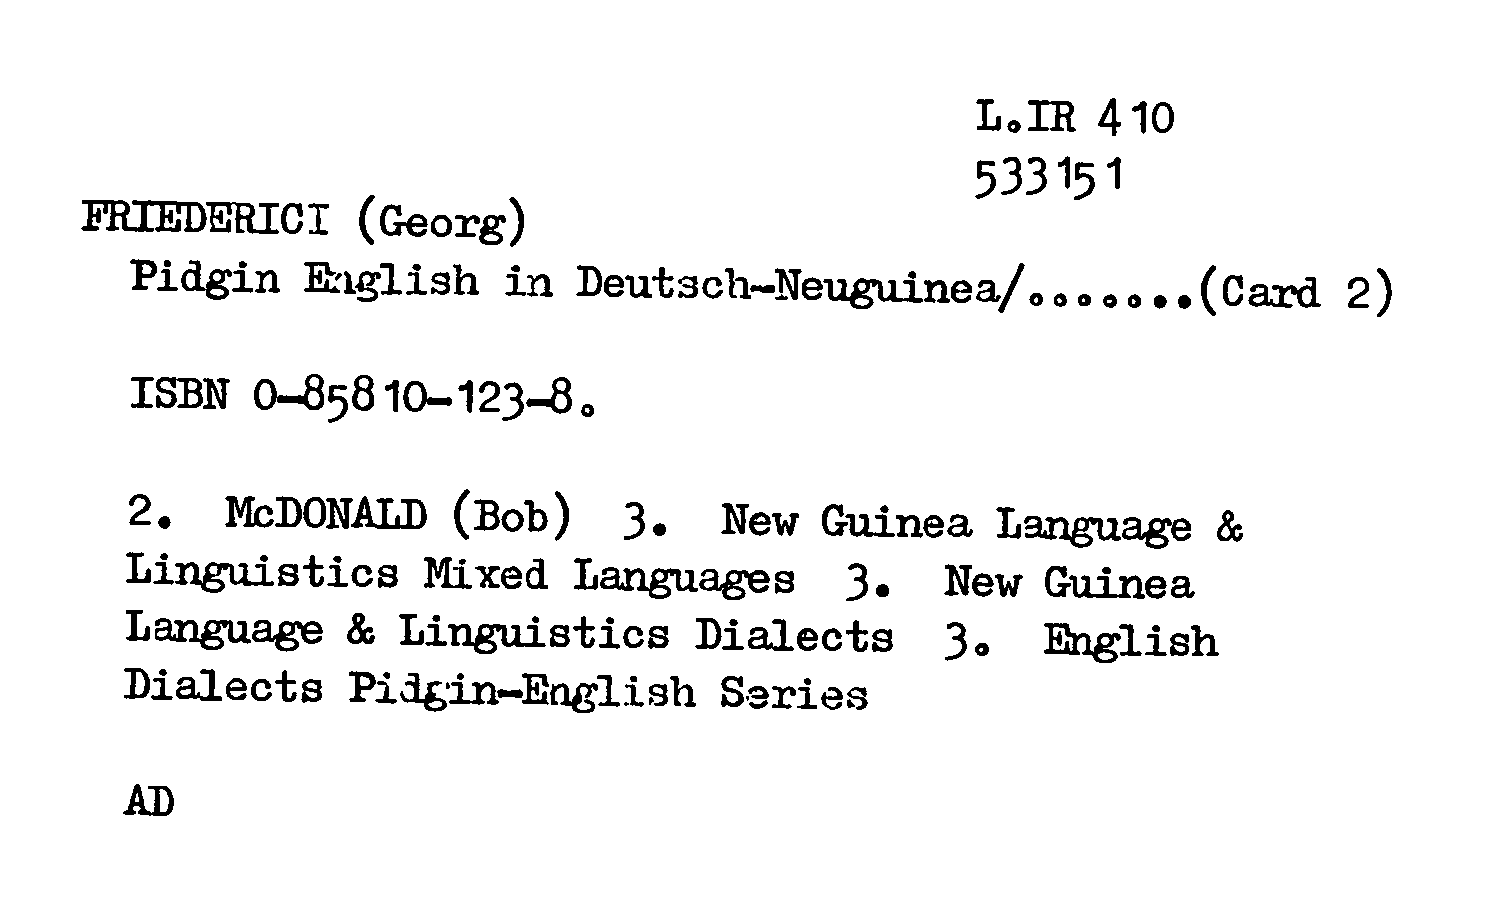 L.IR 410
533151
FRIEDERICI (Georg)
Pidgin English in Deutsch-Neuguinea/.......(Card 2)
ISBN 0-85810-123-8.
2. McDONALD (Bob) 3. New Guinea Language &
Linguistics Mixed Languages 3. New Guinea
Language & Linguistics Dialects 3. English
Dialects Pidgin-English Series
AD